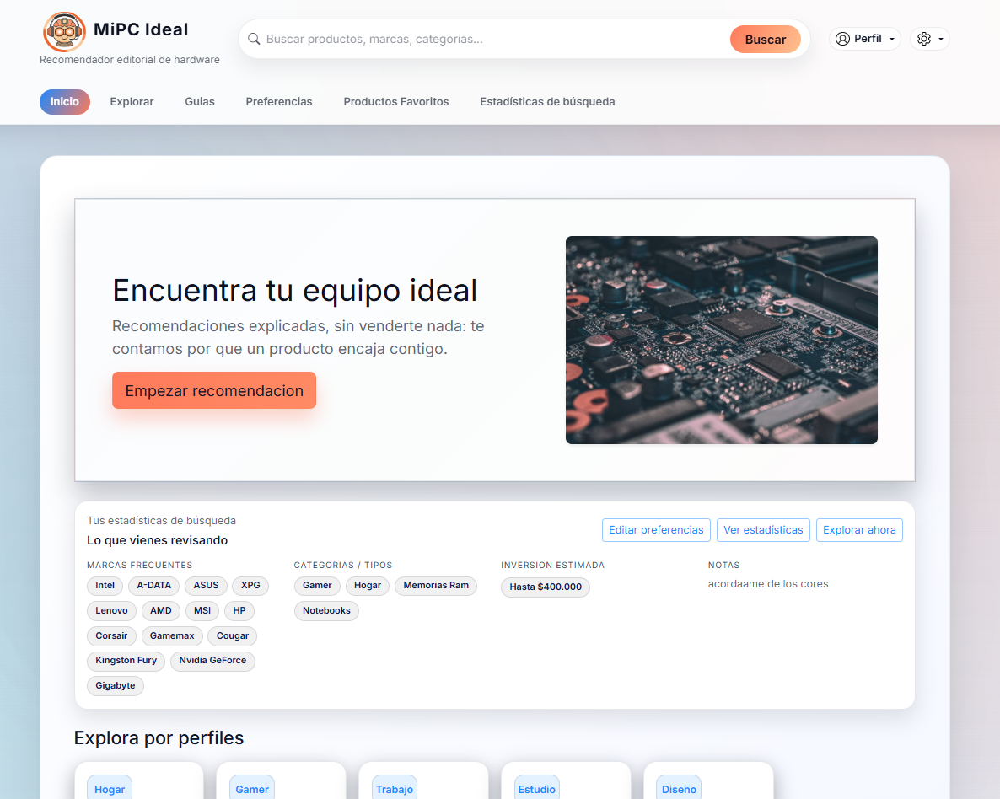 MiPC Ideal
Recomendador editorial de hardware
Buscar productos, marcas, categorias...
Buscar
Perfil
Inicio
Explorar
Guias
Preferencias
Productos Favoritos
Estadísticas de búsqueda
Encuentra tu equipo ideal
Recomendaciones explicadas, sin venderte nada: te
contamos por que un producto encaja contigo.
Empezar recomendacion
Tus estadísticas de búsqueda
Lo que vienes revisando
Editar preferencias
Ver estadísticas
Explorar ahora
MARCAS FRECUENTES
Intel A-DATA ASUS XPG
Lenovo AMD MSI HP
Corsair Gamemax Cougar
Kingston Fury Nvidia GeForce
Gigabyte
CATEGORIAS / TIPOS
Gamer Hogar Memorias Ram
Notebooks
INVERSION ESTIMADA
Hasta $400.000
NOTAS
acordaame de los cores
Explora por perfiles
Hogar
Gamer
Trabajo
Estudio
Diseño